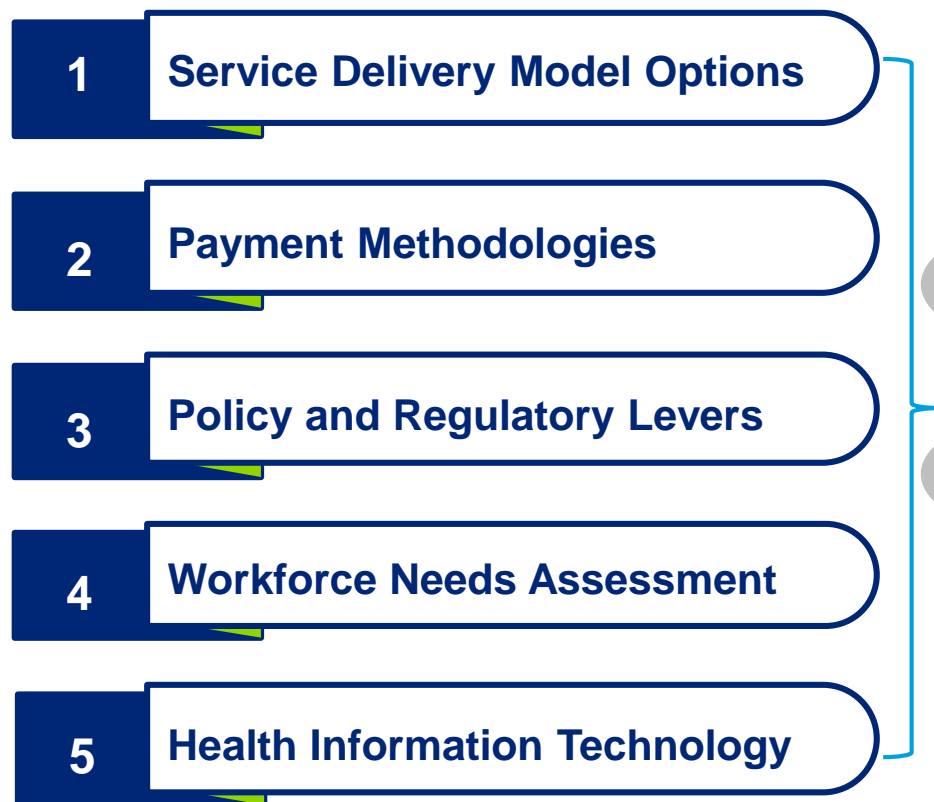 1 Service Delivery Model Options
2 Payment Methodologies
3 Policy and Regulatory Levers
4 Workforce Needs Assessment
5 Health Information Technology